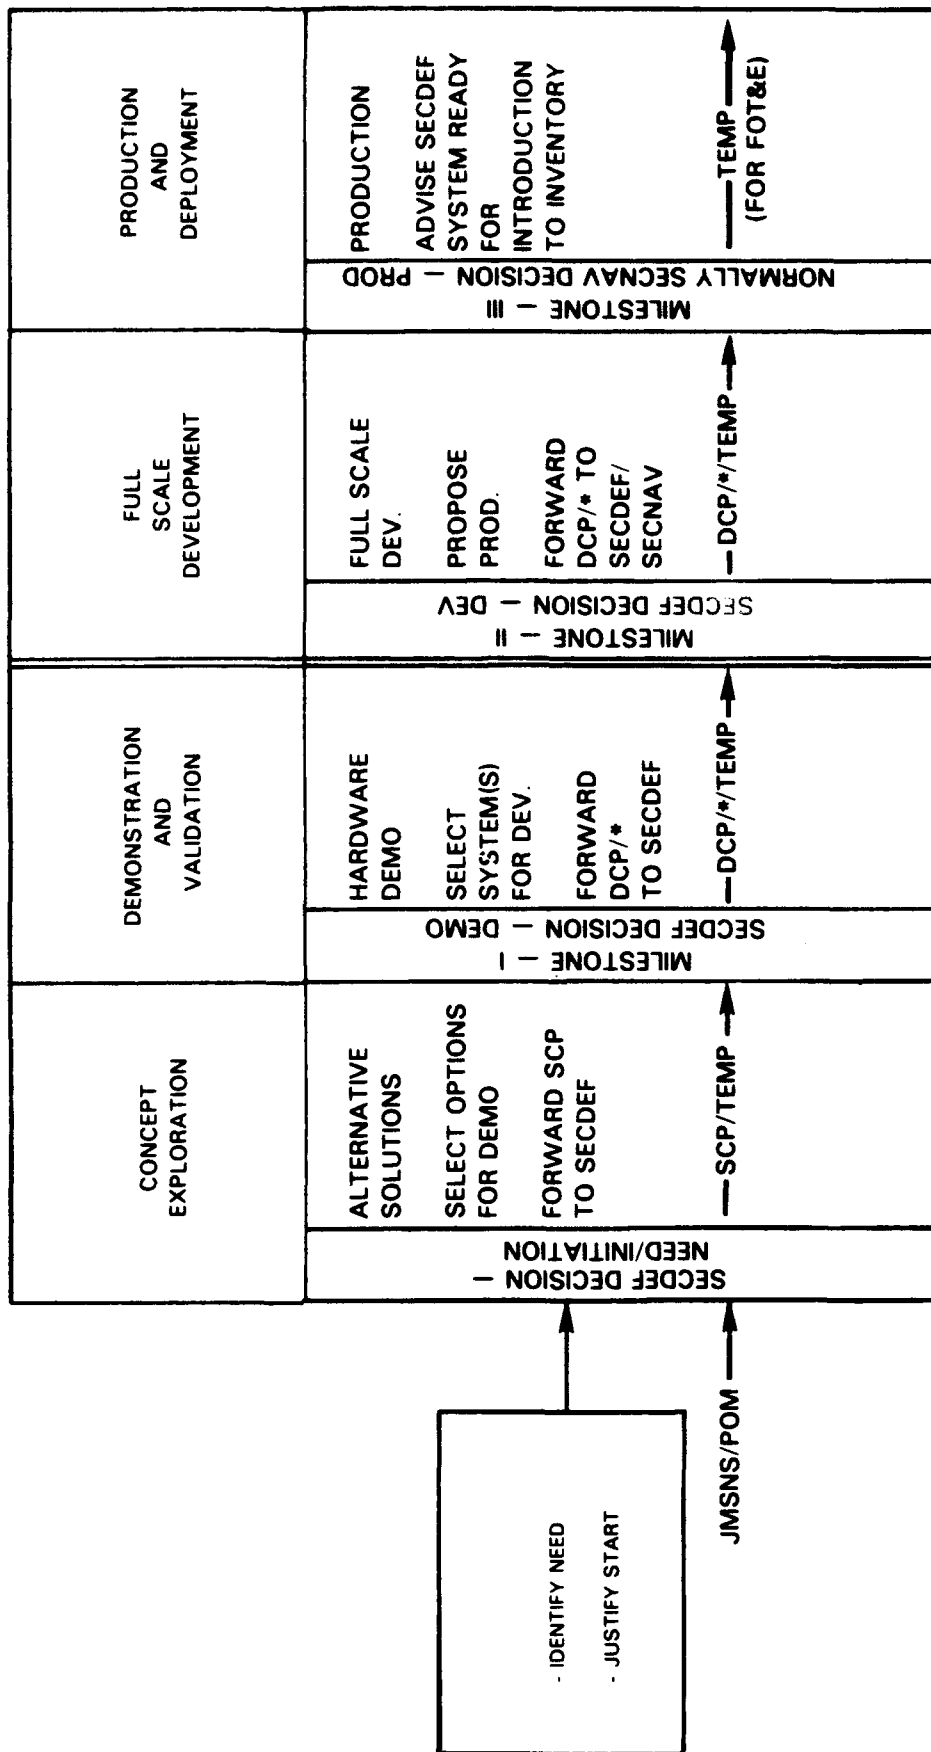 - IDENTIFY NEED
- JUSTIFY START
JMSNS/POM
CONCEPT
EXPLORATION
SECDEF DECISION —
NEED/INITIATION
ALTERNATIVE
SOLUTIONS
SELECT OPTIONS
FOR DEMO
FORWARD SCP
TO SECDEF
SCP/TEMP
DEMONSTRATION
AND
VALIDATION
MILESTONE — I
SECDEF DECISION — DEMO
HARDWARE
DEMO
SELECT
SYSTEM(S)
FOR DEV.
FORWARD
DCP/*
TO SECDEF
DCP/*/TEMP
FULL
SCALE
DEVELOPMENT
MILESTONE — II
SECDEF DECISION — DEV
FULL SCALE
DEV.
PROPOSE
PROD.
FORWARD
DCP/* TO
SECDEF/
SECNAV
DCP/*/TEMP
PRODUCTION
AND
DEPLOYMENT
MILESTONE — III
NORMALLY SECNAV DECISION — PROD
PRODUCTION
ADVISE SECDEF
SYSTEM READY
FOR
INTRODUCTION
TO INVENTORY
TEMP
(FOR FOT&E)